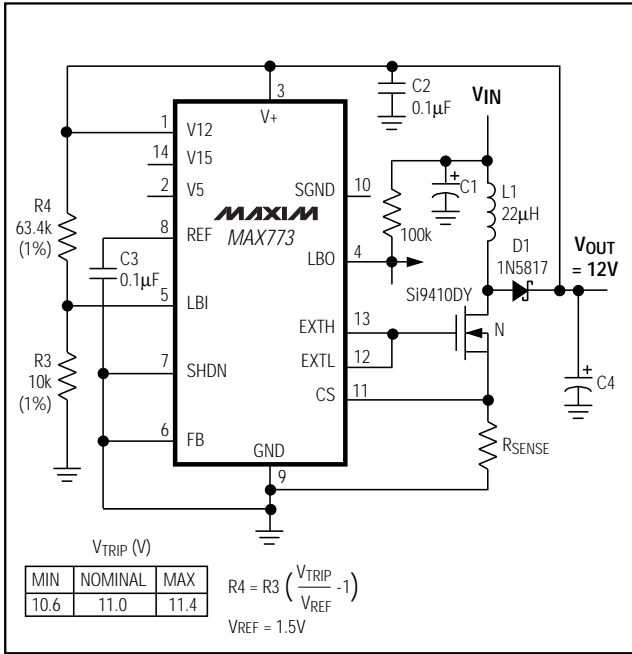 3
V+
C2
0.1μF
VIN
1
V12
14
V15
2
V5
SGND
10
C1
L1
22μH
R4
63.4k
(1%)
MAXIM
MAX773
8
REF
100k
D1
1N5817
VOUT
= 12V
C3
0.1μF
LBO
4
5
LBI
Si9410DY
EXTH
13
N
EXTL
12
R3
10k
(1%)
7
SHDN
CS
11
C4
6
FB
GND
9
RSENSE
VTRIP (V)
MIN NOMINAL MAX
10.6 11.0 11.4
R4 = R3 ( VTRIP / VREF -1)
VREF = 1.5V